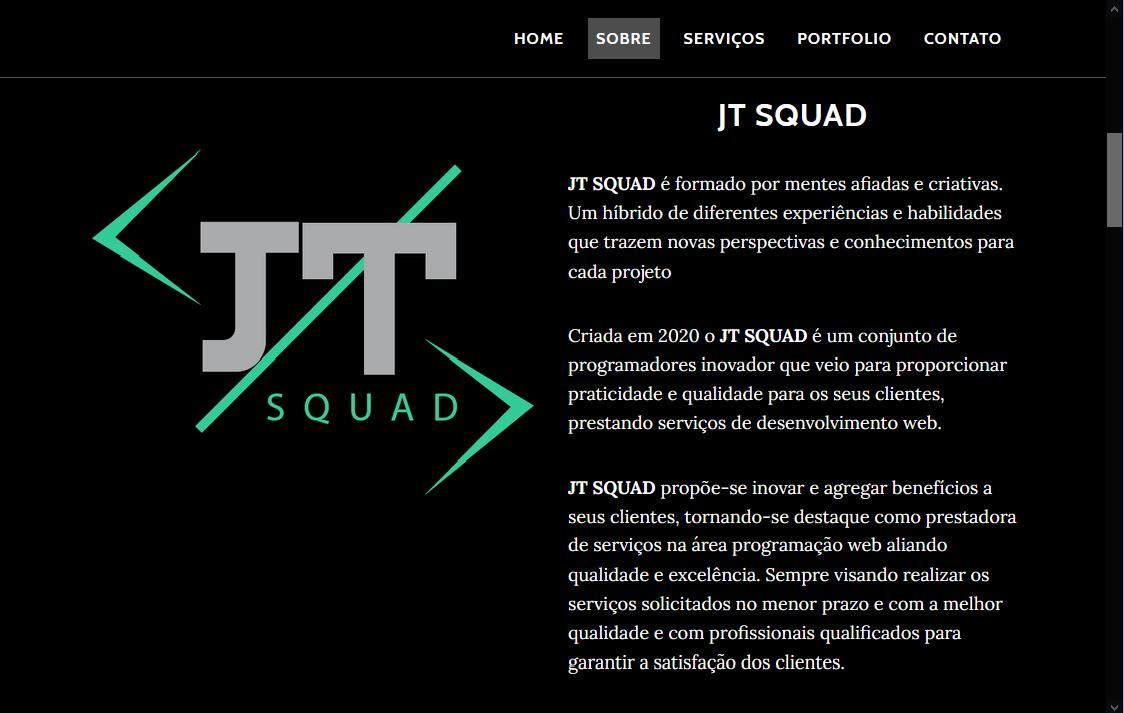 HOME SOBRE SERVIÇOS PORTFOLIO CONTATO
JT SQUAD
JT
SQUAD
JT SQUAD é formado por mentes afiadas e criativas.
Um híbrido de diferentes experiências e habilidades
que trazem novas perspectivas e conhecimentos para
cada projeto
Criada em 2020 o JT SQUAD é um conjunto de
programadores inovador que veio para proporcionar
praticidade e qualidade para os seus clientes,
prestando serviços de desenvolvimento web.
JT SQUAD propõe-se inovar e agregar benefícios a
seus clientes, tornando-se destaque como prestadora
de serviços na área programação web aliando
qualidade e excelência. Sempre visando realizar os
serviços solicitados no menor prazo e com a melhor
qualidade e com profissionais qualificados para
garantir a satisfação dos clientes.